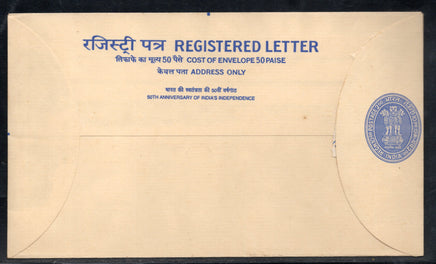 रजिस्ट्री पत्र REGISTERED LETTER
लिफाफे का मूल्य 50 पैसे COST OF ENVELOPE 50 PAISE
केवल पता ADDRESS ONLY
भारत की स्वतंत्रता की 50वीं वर्षगांठ
50TH ANNIVERSARY OF INDIA'S INDEPENDENCE